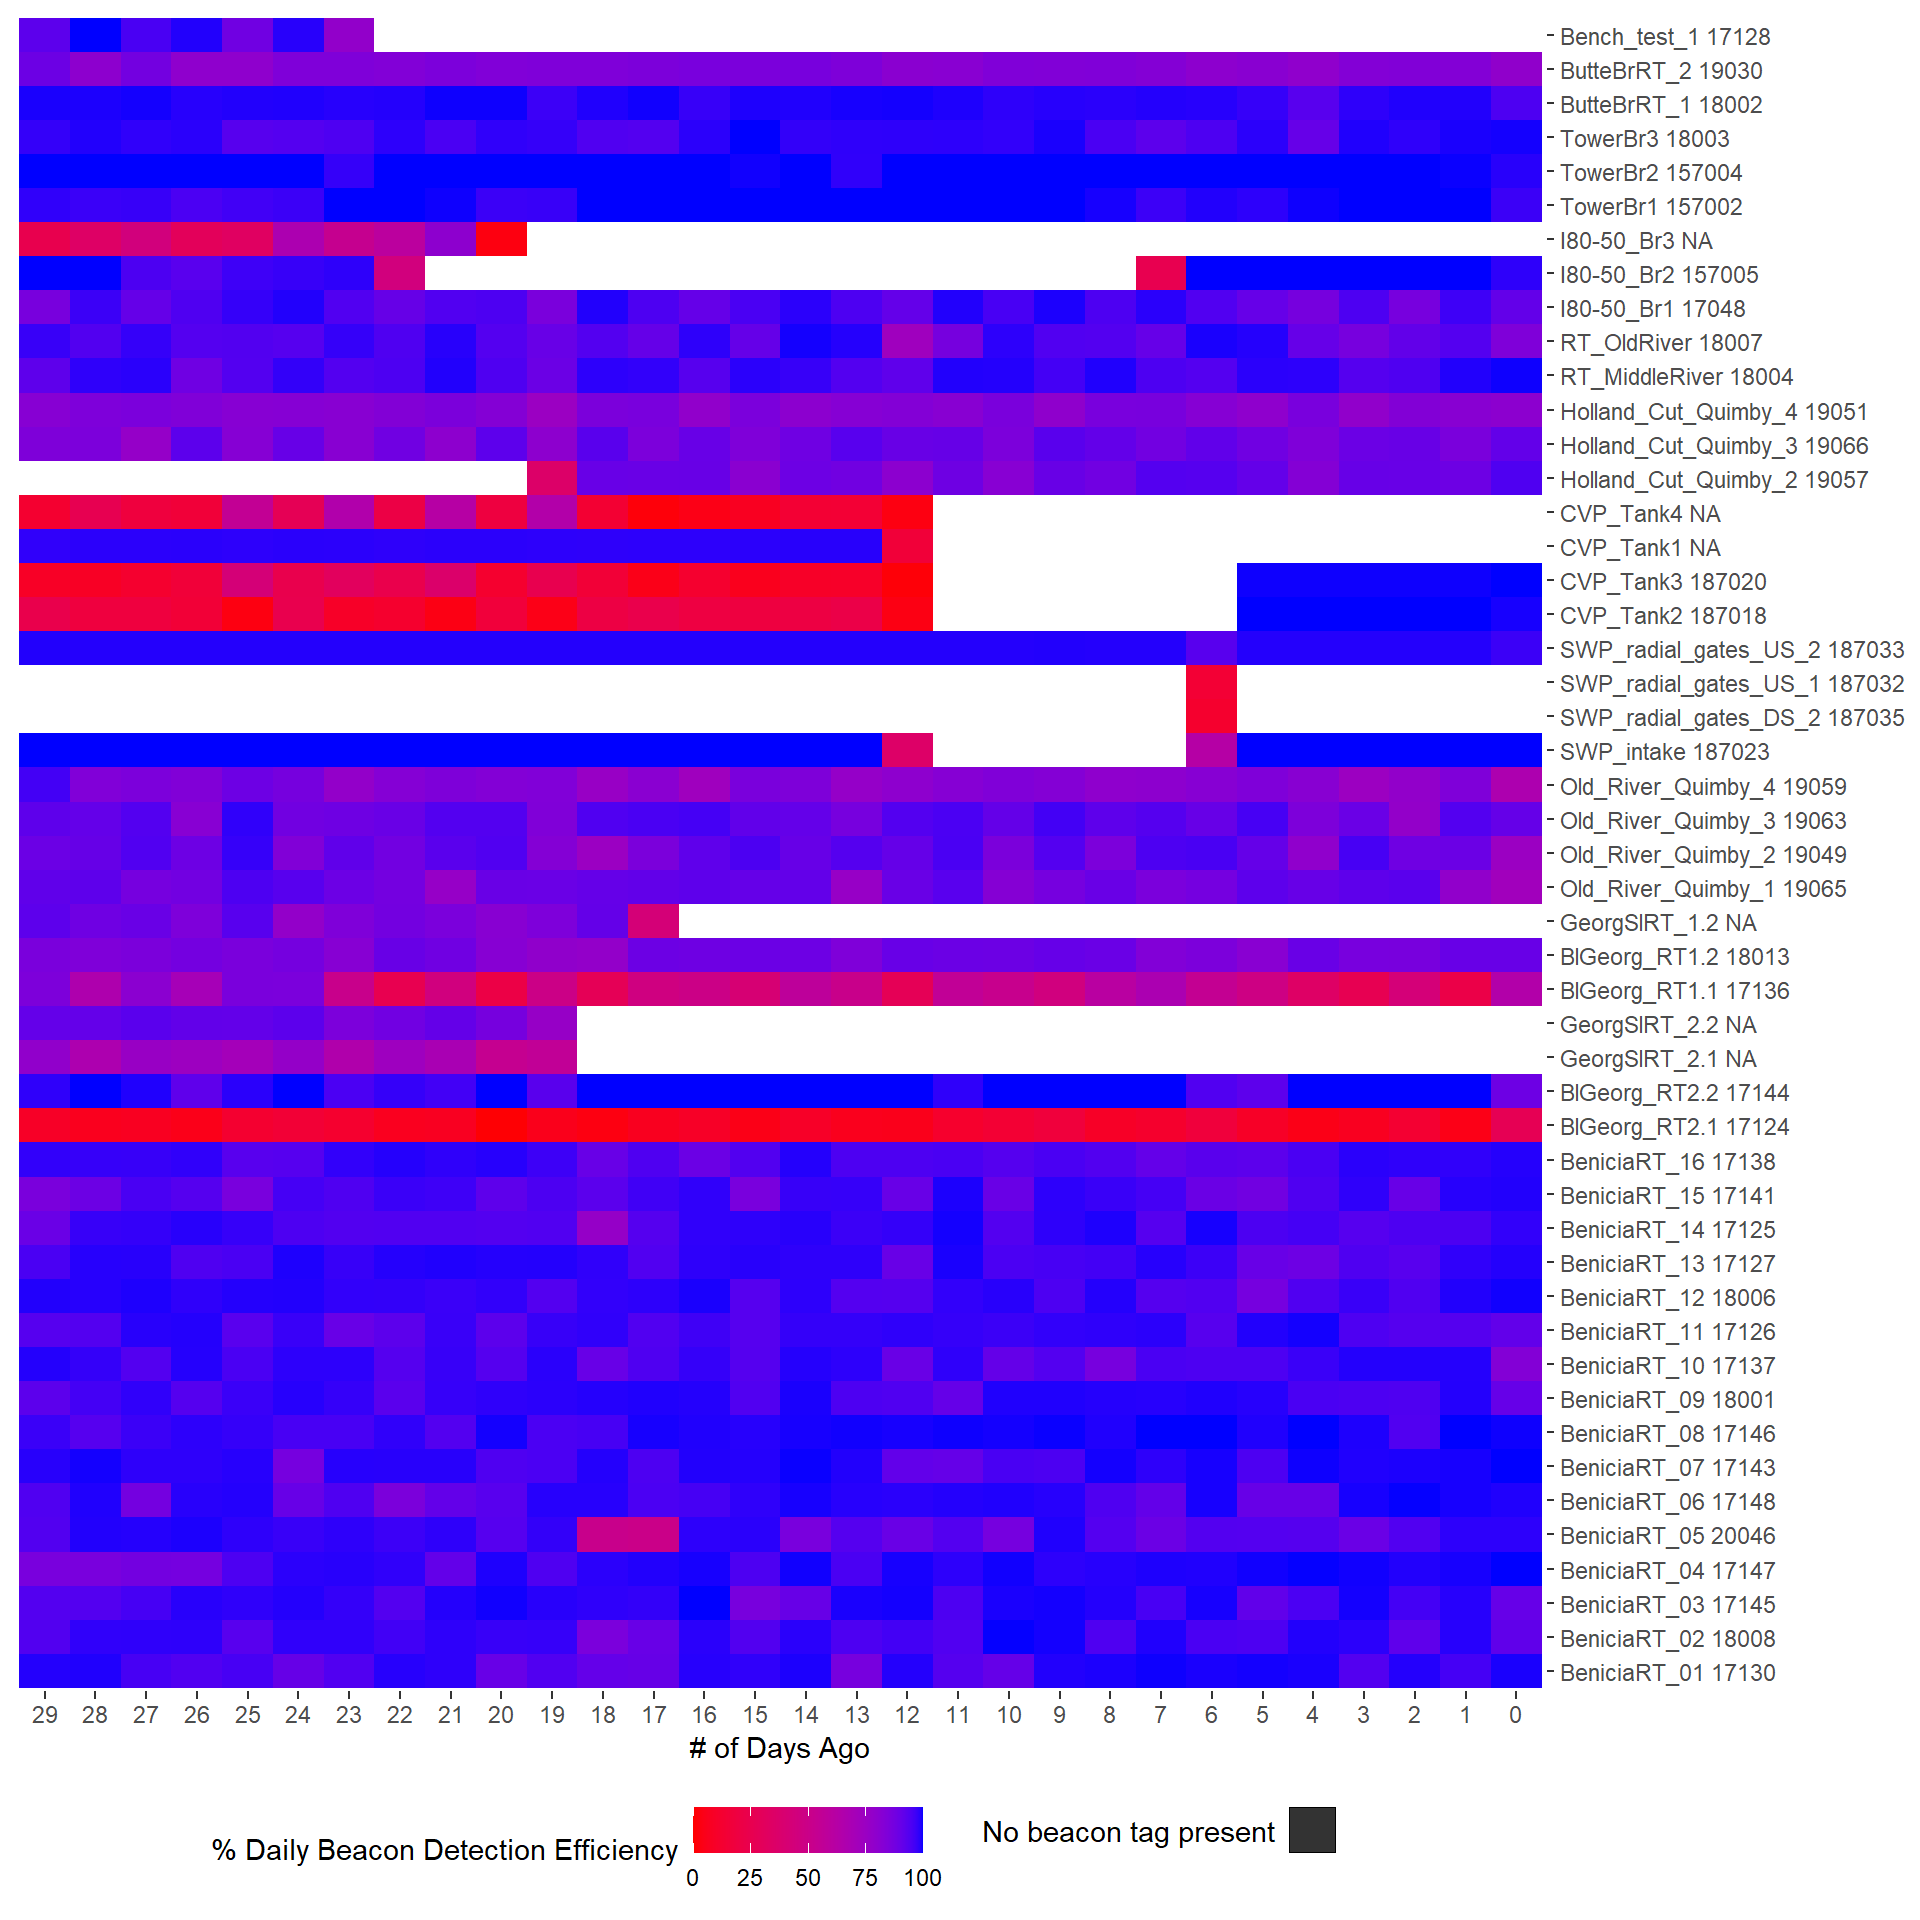 Bench_test_1 17128
ButteBrRT_2 19030
ButteBrRT_1 18002
TowerBr3 18003
TowerBr2 157004
TowerBr1 157002
I80-50_Br3 NA
I80-50_Br2 157005
I80-50_Br1 17048
RT_OldRiver 18007
RT_MiddleRiver 18004
Holland_Cut_Quimby_4 19051
Holland_Cut_Quimby_3 19066
Holland_Cut_Quimby_2 19057
CVP_Tank4 NA
CVP_Tank1 NA
CVP_Tank3 187020
CVP_Tank2 187018
SWP_radial_gates_US_2 187033
SWP_radial_gates_US_1 187032
SWP_radial_gates_DS_2 187035
SWP_intake 187023
Old_River_Quimby_4 19059
Old_River_Quimby_3 19063
Old_River_Quimby_2 19049
Old_River_Quimby_1 19065
GeorgSlRT_1.2 NA
BlGeorg_RT1.2 18013
BlGeorg_RT1.1 17136
GeorgSlRT_2.2 NA
GeorgSlRT_2.1 NA
BlGeorg_RT2.2 17144
BlGeorg_RT2.1 17124
BeniciaRT_16 17138
BeniciaRT_15 17141
BeniciaRT_14 17125
BeniciaRT_13 17127
BeniciaRT_12 18006
BeniciaRT_11 17126
BeniciaRT_10 17137
BeniciaRT_09 18001
BeniciaRT_08 17146
BeniciaRT_07 17143
BeniciaRT_06 17148
BeniciaRT_05 20046
BeniciaRT_04 17147
BeniciaRT_03 17145
BeniciaRT_02 18008
BeniciaRT_01 17130
29 28 27 26 25 24 23 22 21 20 19 18 17 16 15 14 13 12 11 10 9 8 7 6 5 4 3 2 1 0
# of Days Ago
% Daily Beacon Detection Efficiency
0 25 50 75 100
No beacon tag present